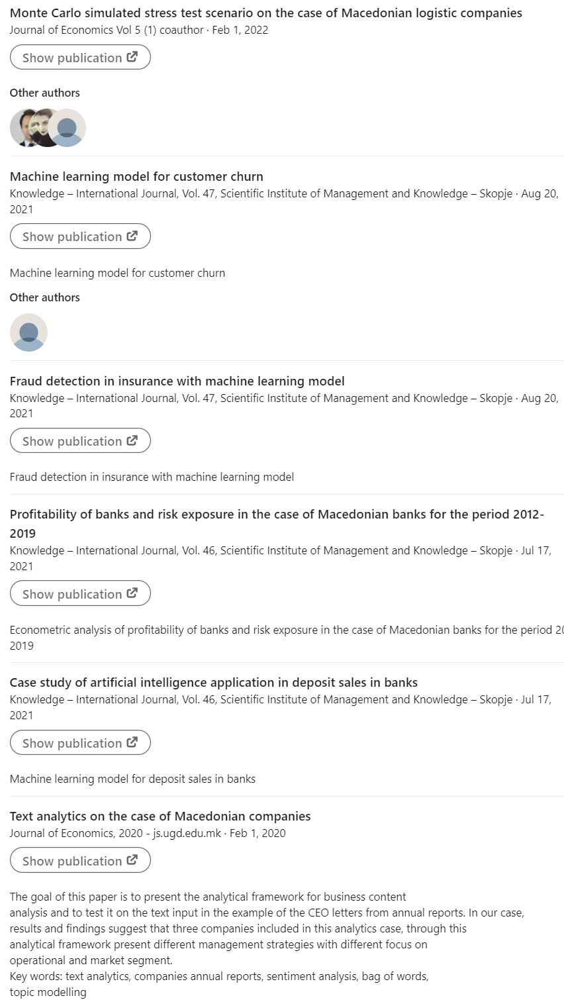 Monte Carlo simulated stress test scenario on the case of Macedonian logistic companies
Journal of Economics Vol 5 (1) coauthor · Feb 1, 2022
Show publication
Other authors
Machine learning model for customer churn
Knowledge – International Journal, Vol. 47, Scientific Institute of Management and Knowledge – Skopje · Aug 20,
2021
Show publication
Machine learning model for customer churn
Other authors
Fraud detection in insurance with machine learning model
Knowledge – International Journal, Vol. 47, Scientific Institute of Management and Knowledge – Skopje · Aug 20,
2021
Show publication
Fraud detection in insurance with machine learning model
Profitability of banks and risk exposure in the case of Macedonian banks for the period 2012-
2019
Knowledge – International Journal, Vol. 46, Scientific Institute of Management and Knowledge – Skopje · Jul 17,
2021
Show publication
Econometric analysis of profitability of banks and risk exposure in the case of Macedonian banks for the period
2019
Case study of artificial intelligence application in deposit sales in banks
Knowledge – International Journal, Vol. 46, Scientific Institute of Management and Knowledge – Skopje · Jul 17,
2021
Show publication
Machine learning model for deposit sales in banks
Text analytics on the case of Macedonian companies
Journal of Economics, 2020 - js.ugd.edu.mk · Feb 1, 2020
Show publication
The goal of this paper is to present the analytical framework for business content
analysis and to test it on the text input in the example of the CEO letters from annual reports. In our case,
results and findings suggest that three companies included in this analytics case, through this
analytical framework present different management strategies with different focus on
operational and market segment.
Key words: text analytics, companies annual reports, sentiment analysis, bag of words,
topic modelling